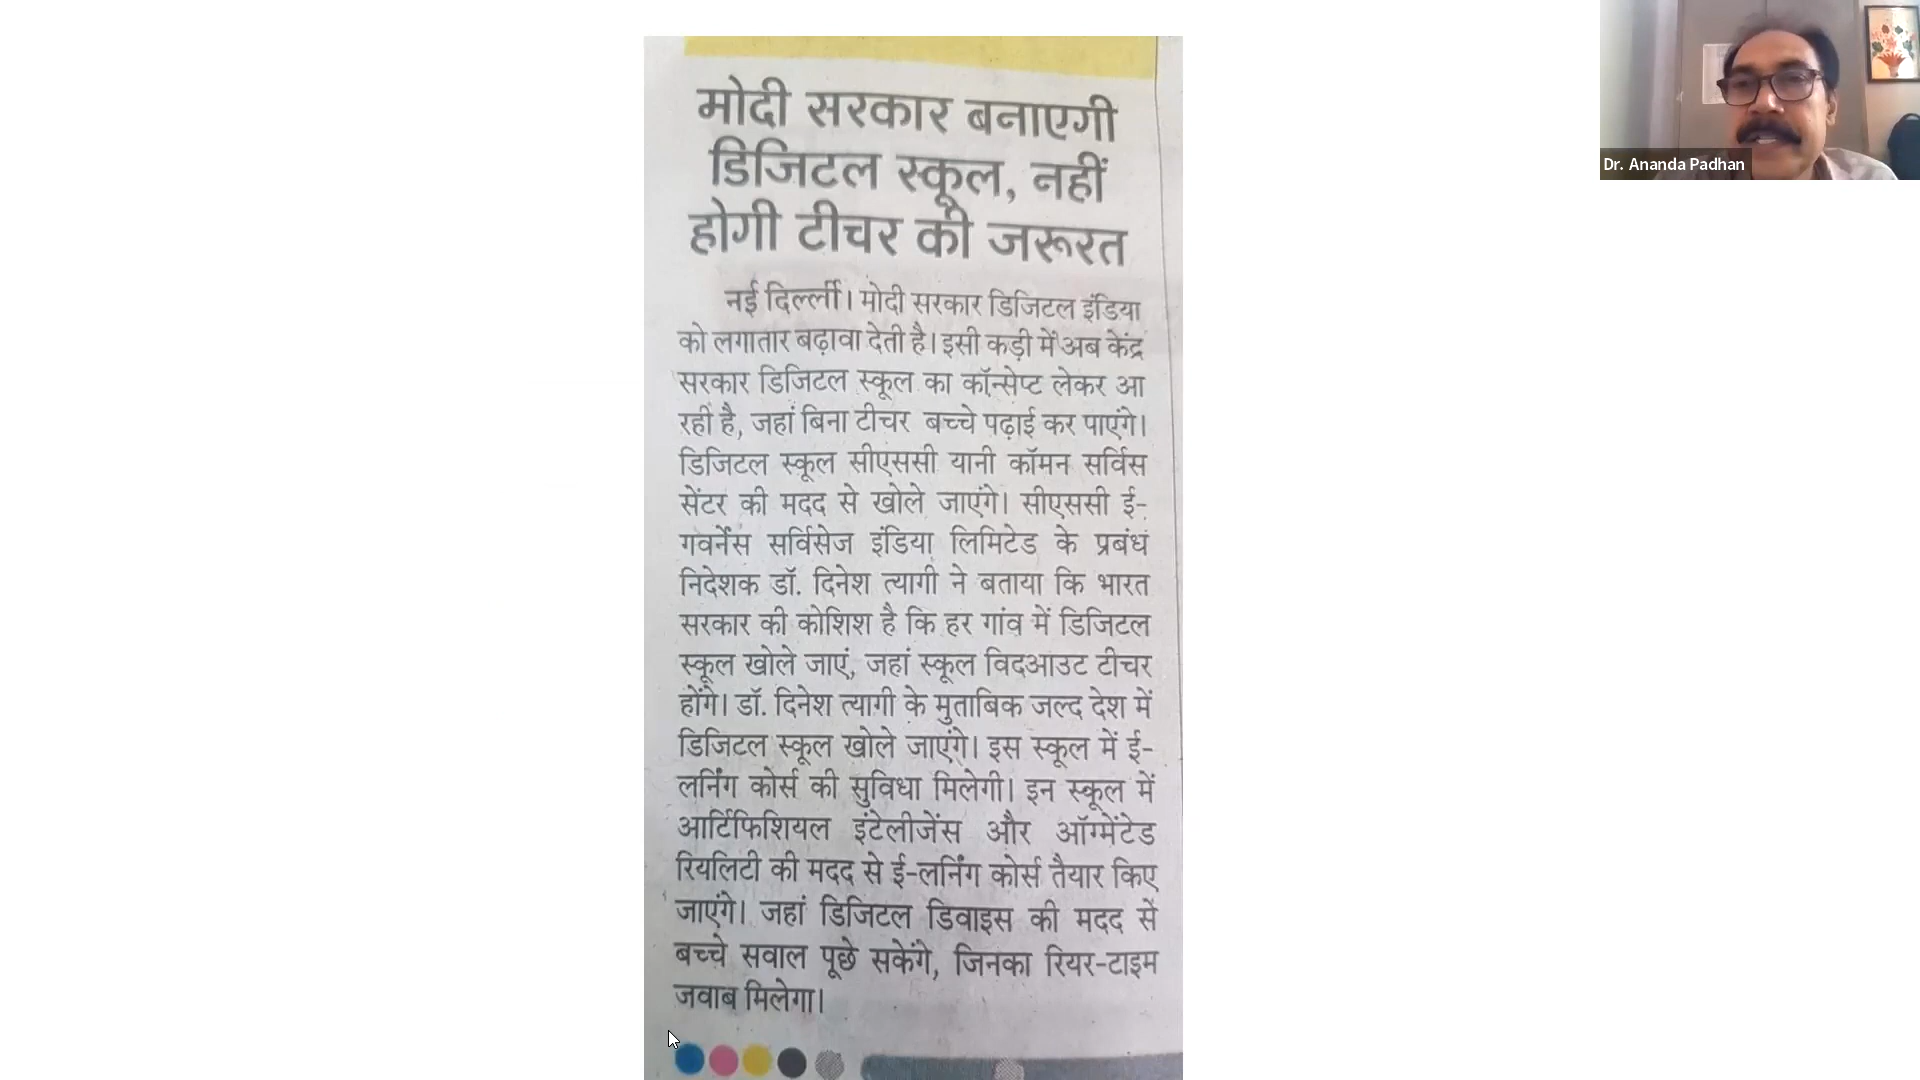 मोदी सरकार बनाएगी
डिजिटल स्कूल, नहीं
होगी टीचर की जरूरत
नई दिर्ल्ली। मोदी सरकार डिजिटल इंडिया
को लगातार बढ़ावा देती है। इसी कड़ी में अब केंद्र
सरकार डिजिटल स्कूल का कॉन्सेप्ट लेकर आ
रही है, जहां बिना टीचर बच्चे पढ़ाई कर पाएंगे।
डिजिटल स्कूल सीएससी यानी कॉमन सर्विस
सेंटर की मदद से खोले जाएंगे। सीएससी ई-
गवर्नेंस सर्विसेज इंडिया लिमिटेड के प्रबंध
निदेशक डॉ. दिनेश त्यागी ने बताया कि भारत
सरकार की कोशिश है कि हर गांव में डिजिटल
स्कूल खोले जाएं, जहां स्कूल विदआउट टीचर
होंगे। डॉ. दिनेश त्यागी के मुताबिक जल्द देश में
डिजिटल स्कूल खोले जाएंगे। इस स्कूल में ई-
लर्निंग कोर्स की सुविधा मिलेगी। इन स्कूल में
आर्टिफिशियल इंटेलीजेंस और ऑग्मेंटेड
रियलिटी की मदद से ई-लर्निंग कोर्स तैयार किए
जाएंगे। जहां डिजिटल डिवाइस की मदद से
बच्चे सवाल पूछे सकेंगे, जिनका रियर-टाइम
जवाब मिलेगा।
Dr. Ananda Padhan